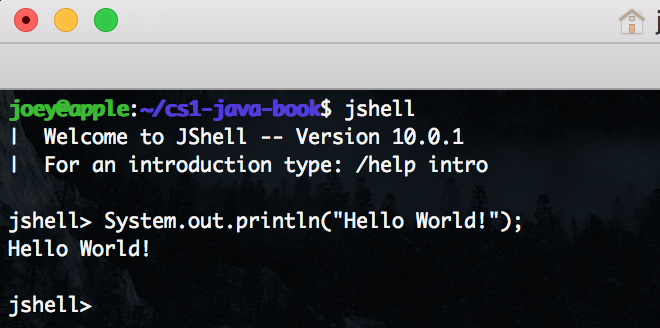 joey@apple:~/cs1-java-book$ jshell
|  Welcome to JShell -- Version 10.0.1
|  For an introduction type: /help intro
jshell> System.out.println("Hello World!");
Hello World!
jshell>